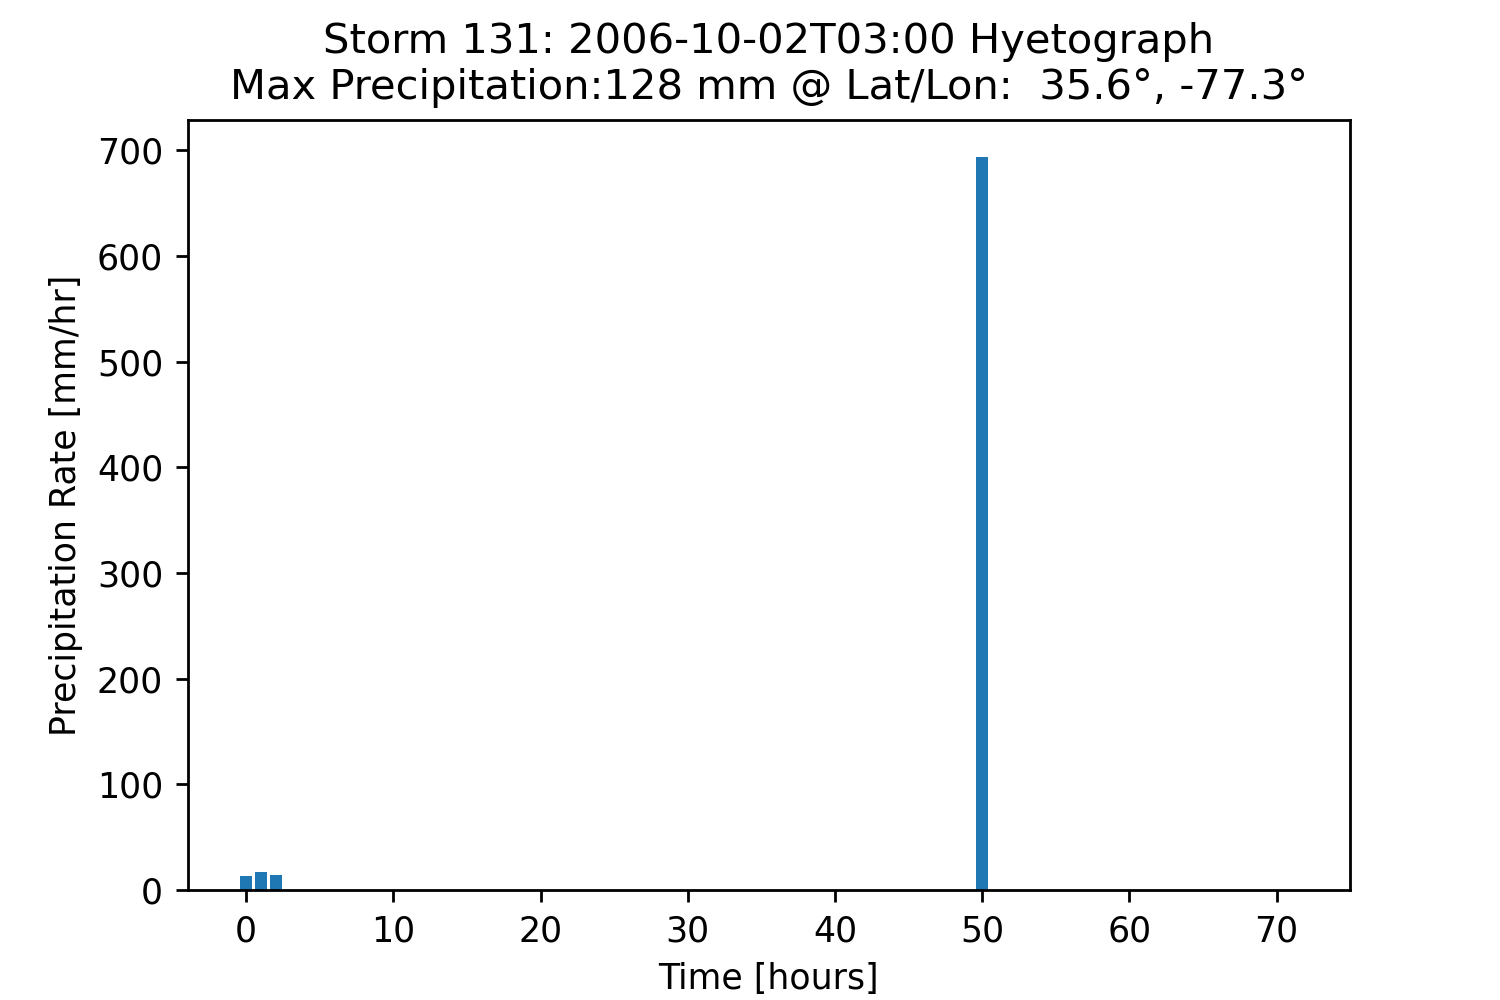 Storm 131: 2006-10-02T03:00 Hyetograph
Max Precipitation:128 mm @ Lat/Lon:  35.6°, -77.3°
Precipitation Rate [mm/hr]
700
600
500
400
300
200
100
0
0 10 20 30 40 50 60 70
Time [hours]